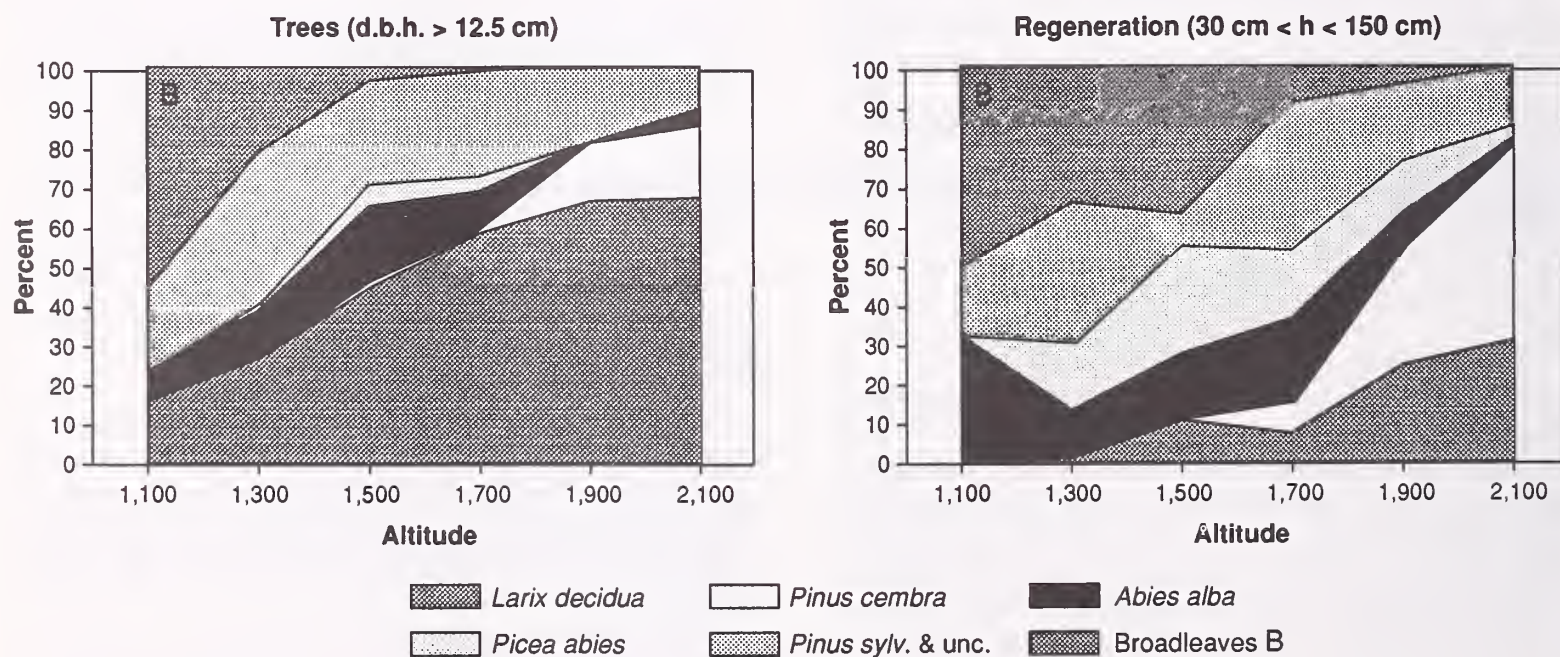 Trees (d.b.h. > 12.5 cm)
100
90
80
70
60
50
40
30
20
10
0
Percent
B
1,100 1,300 1,500 1,700 1,900 2,100
Altitude
Regeneration (30 cm < h < 150 cm)
100
90
80
70
60
50
40
30
20
10
0
Percent
B
1,100 1,300 1,500 1,700 1,900 2,100
Altitude
Larix decidua Pinus cembra Abies alba
Picea abies Pinus sylv. & unc. Broadleaves B